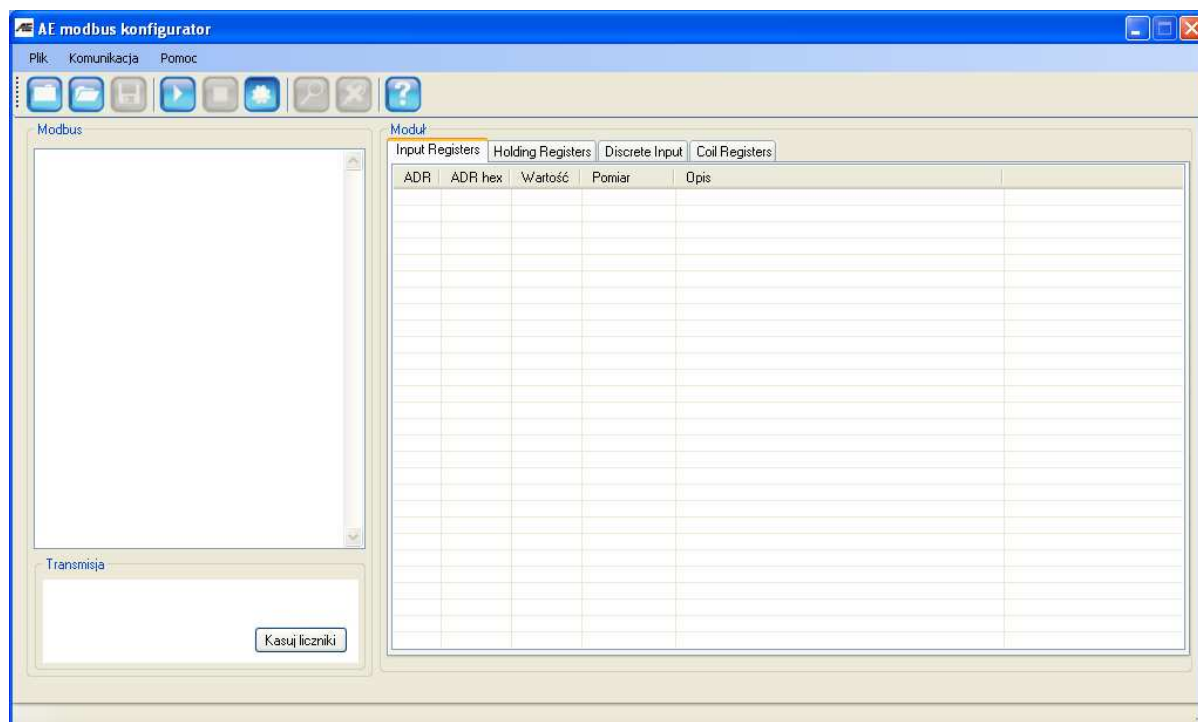 AE AE modbus konfigurator
Plik Komunikacja Pomoc
?
Modbus
Moduł
Input Registers Holding Registers Discrete Input Coil Registers
ADR ADR hex Wartość Pomiar Opis
Transmisja
Kasuj liczniki